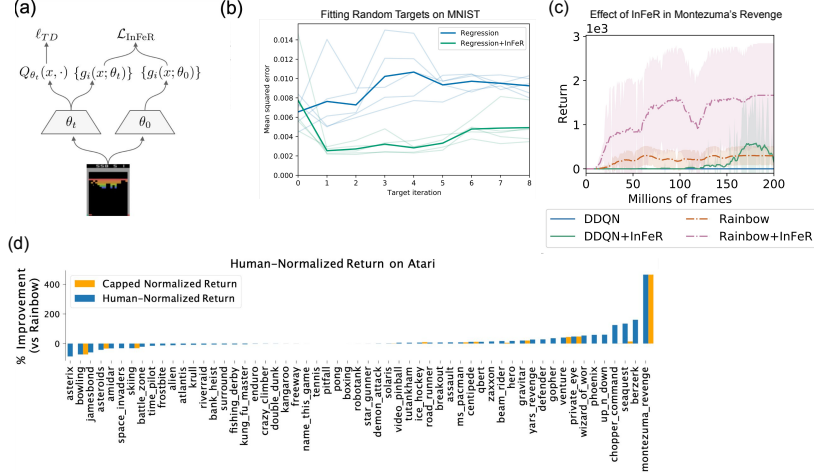 (a)
ℓ_TD
L_InFeR
Q_θt(x,·) {g_i(x;θ_t)} {g_i(x;θ_0)}
θ_t
θ_0
(b)
Fitting Random Targets on MNIST
Regression
Regression+InFeR
Mean squared error
0.014
0.012
0.010
0.008
0.006
0.004
0.002
0.000
0 1 2 3 4 5 6 7 8
Target iteration
(c)
Effect of InFeR in Montezuma's Revenge
Return
3 1e3
2
1
0
0 50 100 150 200
Millions of frames
DDQN
DDQN+InFeR
Rainbow
Rainbow+InFeR
(d)
Human-Normalized Return on Atari
% Improvement
(vs Rainbow)
400
200
0
Capped Normalized Return
Human-Normalized Return
asterix
bowling
jamesbond
asteroids
amidar
space_invaders
skiing
battle_zone
time_pilot
frostbite
alien
atlantis
krull
riverraid
bank_heist
surround
fishing_derby
kung_fu_master
enduro
crazy_climber
double_dunk
kangaroo
freeway
name_this_game
tennis
pitfall
pong
boxing
robotank
star_gunner
demon_attack
solaris
video_pinball
tutankham
ice_hockey
road_runner
breakout
assault
ms_pacman
centipede
qbert
zaxxon
beam_rider
hero
gravitar
yars_revenge
defender
gopher
venture
private_eye
wizard_of_wor
phoenix
up_n_down
chopper_command
seaquest
berzerk
montezuma_revenge